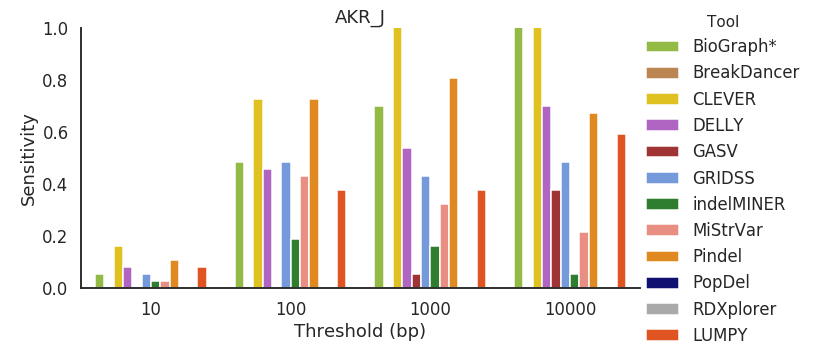 AKR_J
Sensitivity
1.0
0.8
0.6
0.4
0.2
0.0
10
100
1000
10000
Threshold (bp)
Tool
BioGraph*
BreakDancer
CLEVER
DELLY
GASV
GRIDSS
indelMINER
MiStrVar
Pindel
PopDel
RDXplorer
LUMPY